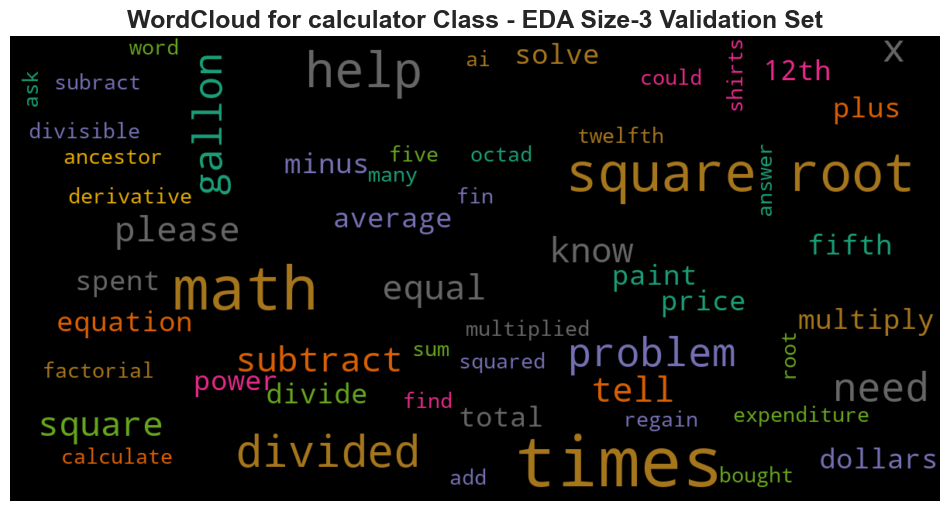 WordCloud for calculator Class - EDA Size-3 Validation Set
word
help
ai
solve
could
shirts
12th
x
ask
subract
gallon
plus
divisible
ancestor
minus
five
octad
many
twelfth
square root
answer
derivative
fin
please
average
know
fifth
spent
math
equal
paint
price
equation
multiplied
multiply
factorial
subtract
sum
squared
problem
root
power
divide
find
tell
need
square
total
regain
expenditure
calculate
divided
add
times
bought
dollars